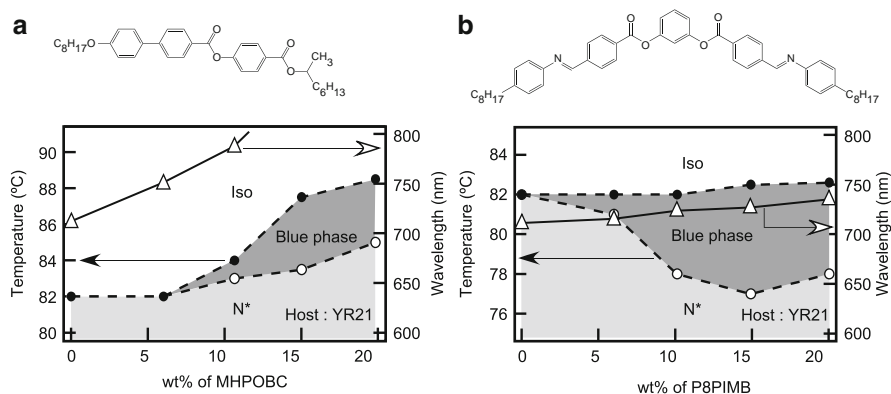 a
C8H17O
O
O
O
O
CH3
C6H13
Temperature (ºC)
90
88
86
84
82
80
Iso
Blue phase
N*
Host : YR21
800
750
700
650
600
Wavelength (nm)
0
5
10
15
20
wt% of MHPOBC
b
O
O
O
O
N
N
C8H17
C8H17
Temperature (ºC)
84
82
80
78
76
Iso
Blue phase
N*
Host : YR21
800
750
700
650
600
Wavelength (nm)
0
5
10
15
20
wt% of P8PIMB